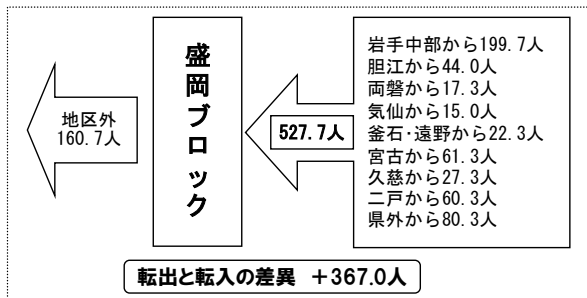 地区外
160.7人
盛岡ブロック
527.7人
岩手中部から199.7人
胆江から44.0人
両磐から17.3人
気仙から15.0人
釜石・遠野から22.3人
宮古から61.3人
久慈から27.3人
二戸から60.3人
県外から80.3人
転出と転入の差異 +367.0人